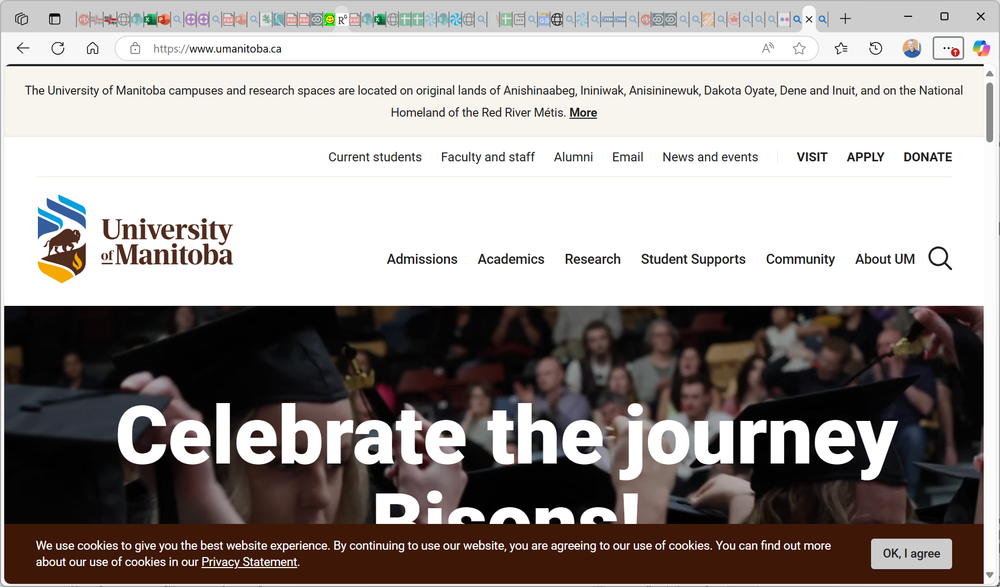 https://www.umanitoba.ca
The University of Manitoba campuses and research spaces are located on original lands of Anishinaabeg, Ininiwak, Anisininewuk, Dakota Oyate, Dene and Inuit, and on the National
Homeland of the Red River Métis. More
Current students Faculty and staff Alumni Email News and events VISIT APPLY DONATE
University
of Manitoba
Admissions Academics Research Student Supports Community About UM
Celebrate the journey
Bisons!
We use cookies to give you the best website experience. By continuing to use our website, you are agreeing to our use of cookies. You can find out more
about our use of cookies in our Privacy Statement.
OK, I agree